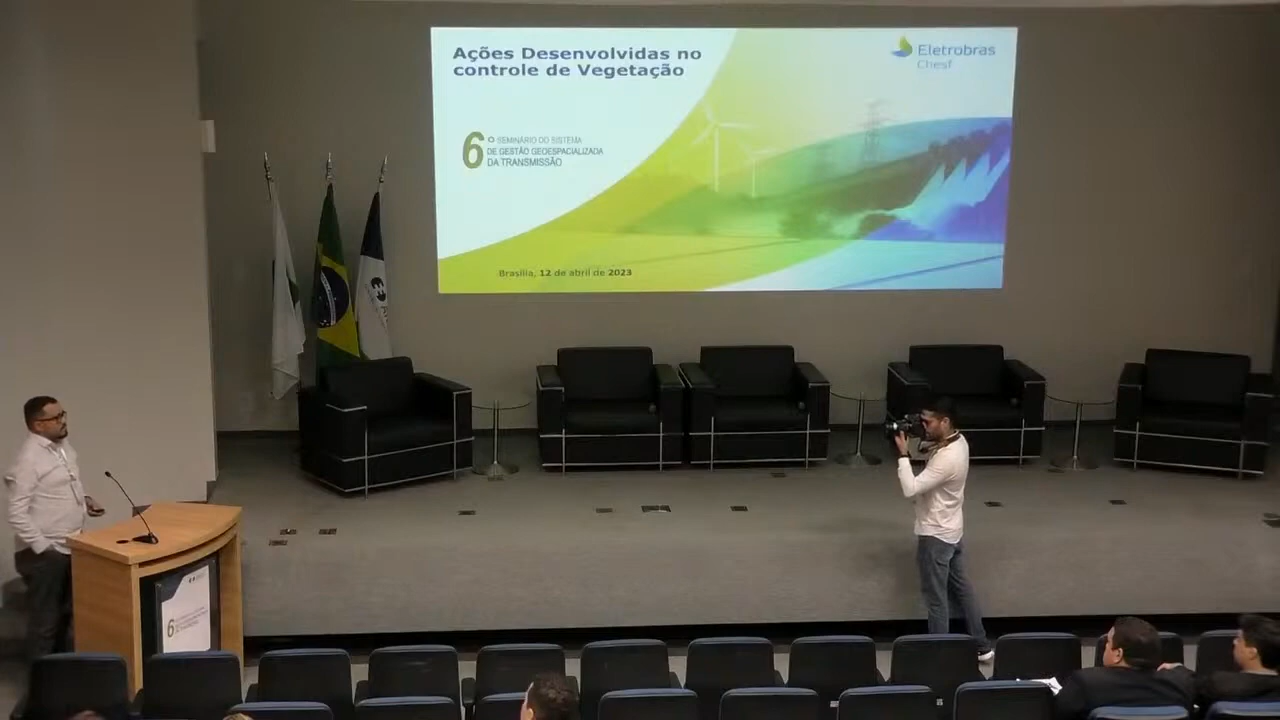 Ações Desenvolvidas no
controle de Vegetação
Eletrobras
Chesf
6º SEMINÁRIO DO SISTEMA
DE GESTÃO GEOESPACIALIZADA
DA TRANSMISSÃO
Brasília, 12 de abril de 2023
6